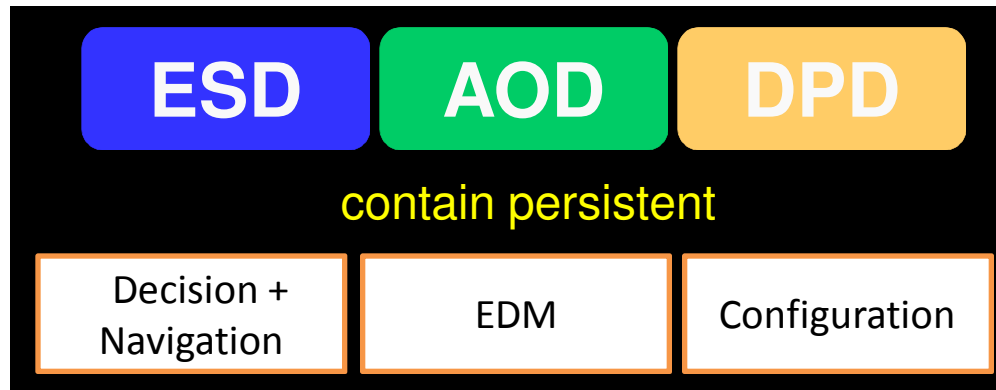 ESD AOD DPD
contain persistent
Decision +
Navigation
EDM
Configuration